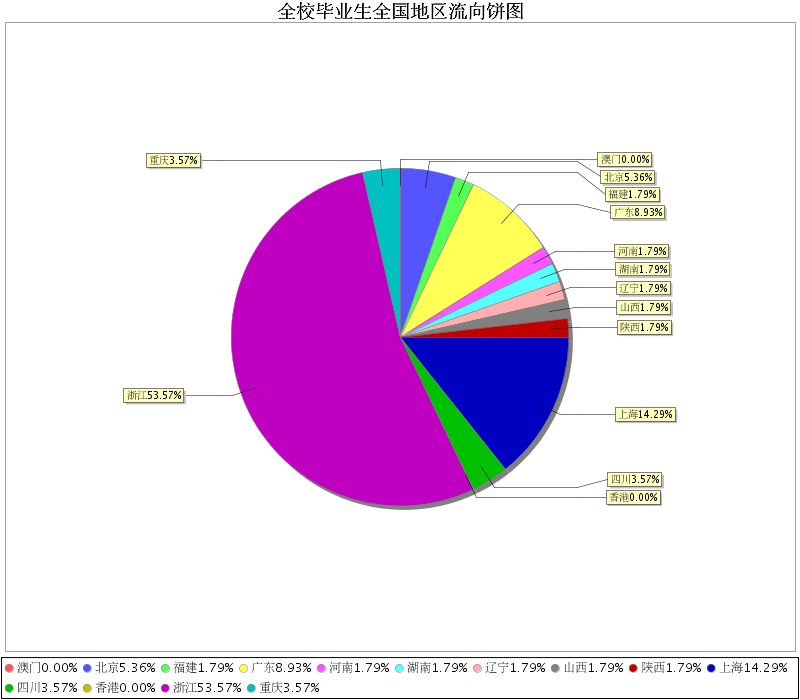 全校毕业生全国地区流向饼图
重庆3.57%
澳门0.00%
北京5.36%
福建1.79%
广东8.93%
河南1.79%
湖南1.79%
辽宁1.79%
山西1.79%
陕西1.79%
浙江53.57%
上海14.29%
四川3.57%
香港0.00%
澳门0.00% 北京5.36% 福建1.79% 广东8.93% 河南1.79% 湖南1.79% 辽宁1.79% 山西1.79% 陕西1.79% 上海14.29%
四川3.57% 香港0.00% 浙江53.57% 重庆3.57%